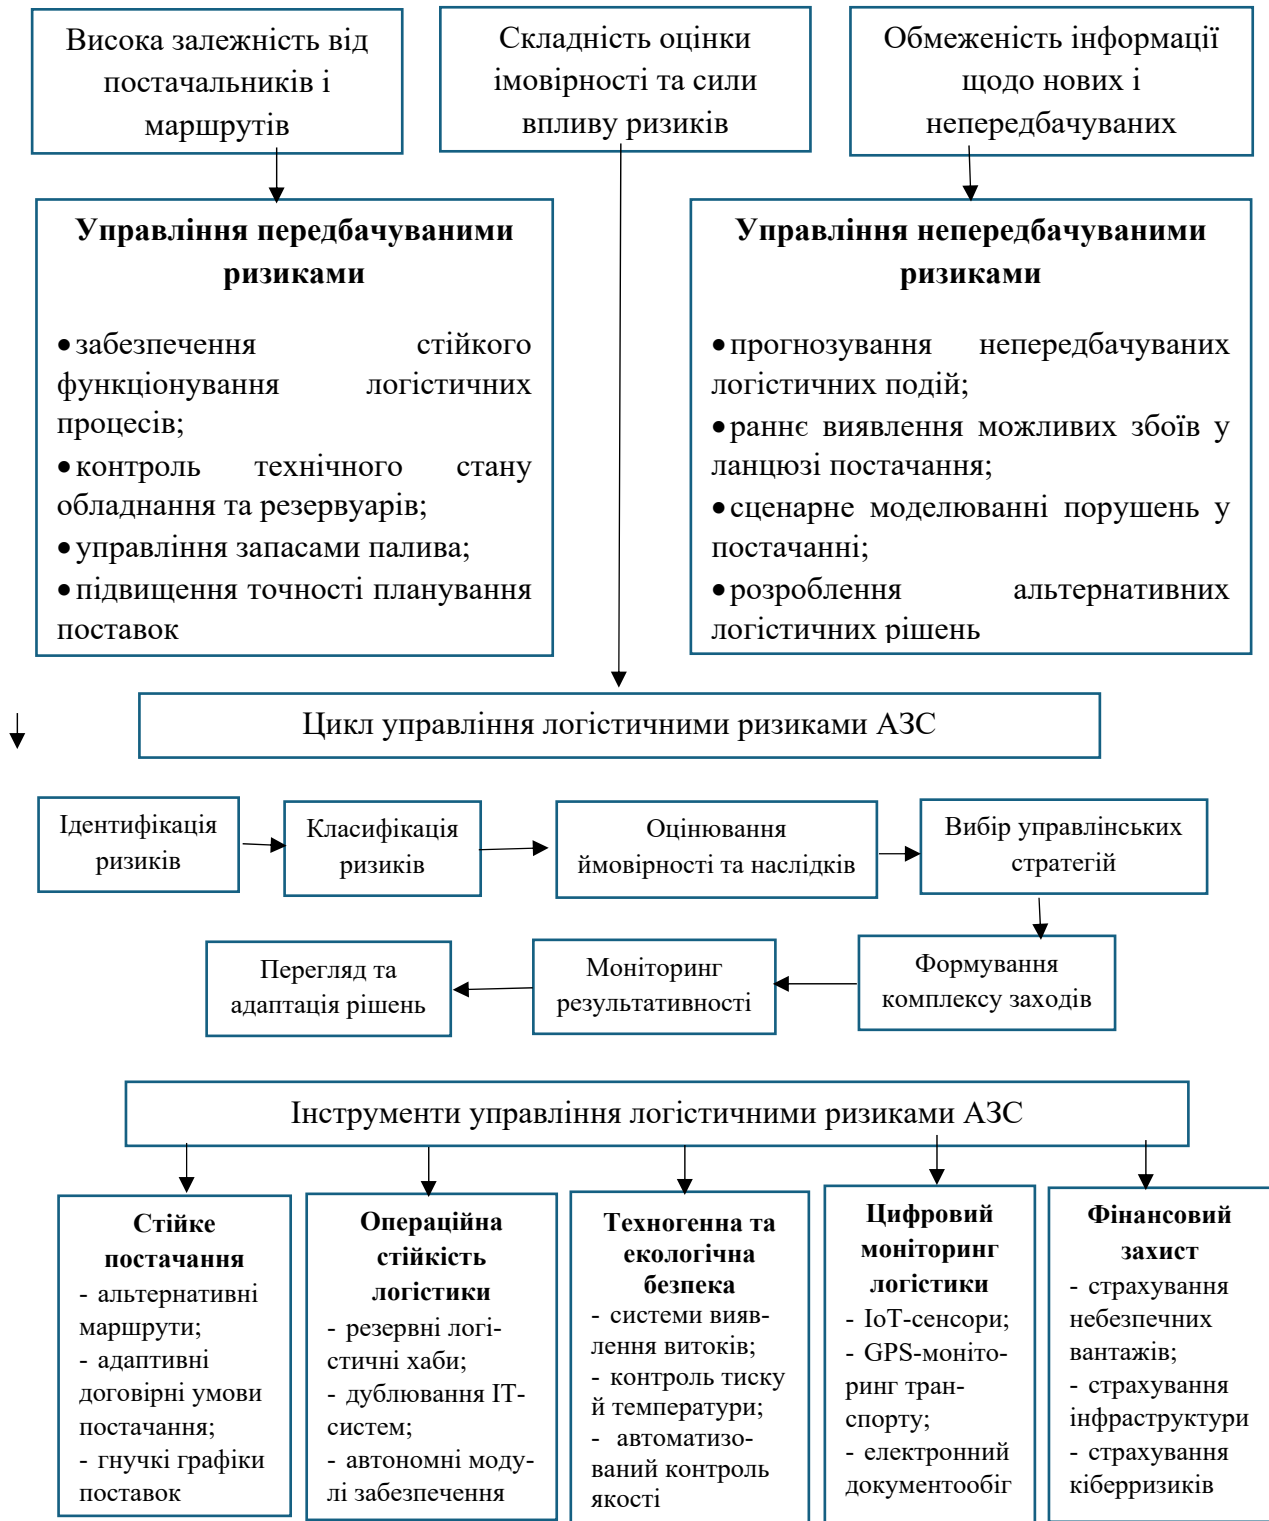 Висока залежність від
постачальників і
маршрутів
Складність оцінки
імовірності та сили
впливу ризиків
Обмеженість інформації
щодо нових і
непередбачуваних
Управління передбачуваними
ризиками
•забезпечення стійкого
функціонування логістичних
процесів;
•контроль технічного стану
обладнання та резервуарів;
•управління запасами палива;
•підвищення точності планування
поставок
Управління непередбачуваними
ризиками
•прогнозування непередбачуваних
логістичних подій;
•раннє виявлення можливих збоїв у
ланцюзі постачання;
•сценарне моделюванні порушень у
постачанні;
•розроблення альтернативних
логістичних рішень
Цикл управління логістичними ризиками АЗС
Ідентифікація
ризиків
Класифікація
ризиків
Оцінювання
ймовірності та наслідків
Вибір управлінських
стратегій
Формування
комплексу заходів
Моніторинг
результативності
Перегляд та
адаптація рішень
Інструменти управління логістичними ризиками АЗС
Стійке
постачання
- альтернативні
маршрути;
- адаптивні
договірні умови
постачання;
- гнучкі графіки
поставок
Операційна
стійкість
логістики
- резервні логі-
стичні хаби;
- дублювання ІТ-
систем;
- автономні моду-
лі забезпечення
Техногенна та
екологічна
безпека
- системи вияв-
лення витоків;
- контроль тиску
й температури;
- автоматизо-
ваний контроль
якості
Цифровий
моніторинг
логістики
- IoT-сенсори;
- GPS-моніто-
ринг тран-
спорту;
- електронний
документообіг
Фінансовий
захист
- страхування
небезпечних
вантажів;
- страхування
інфраструктури
- страхування
кіберризиків